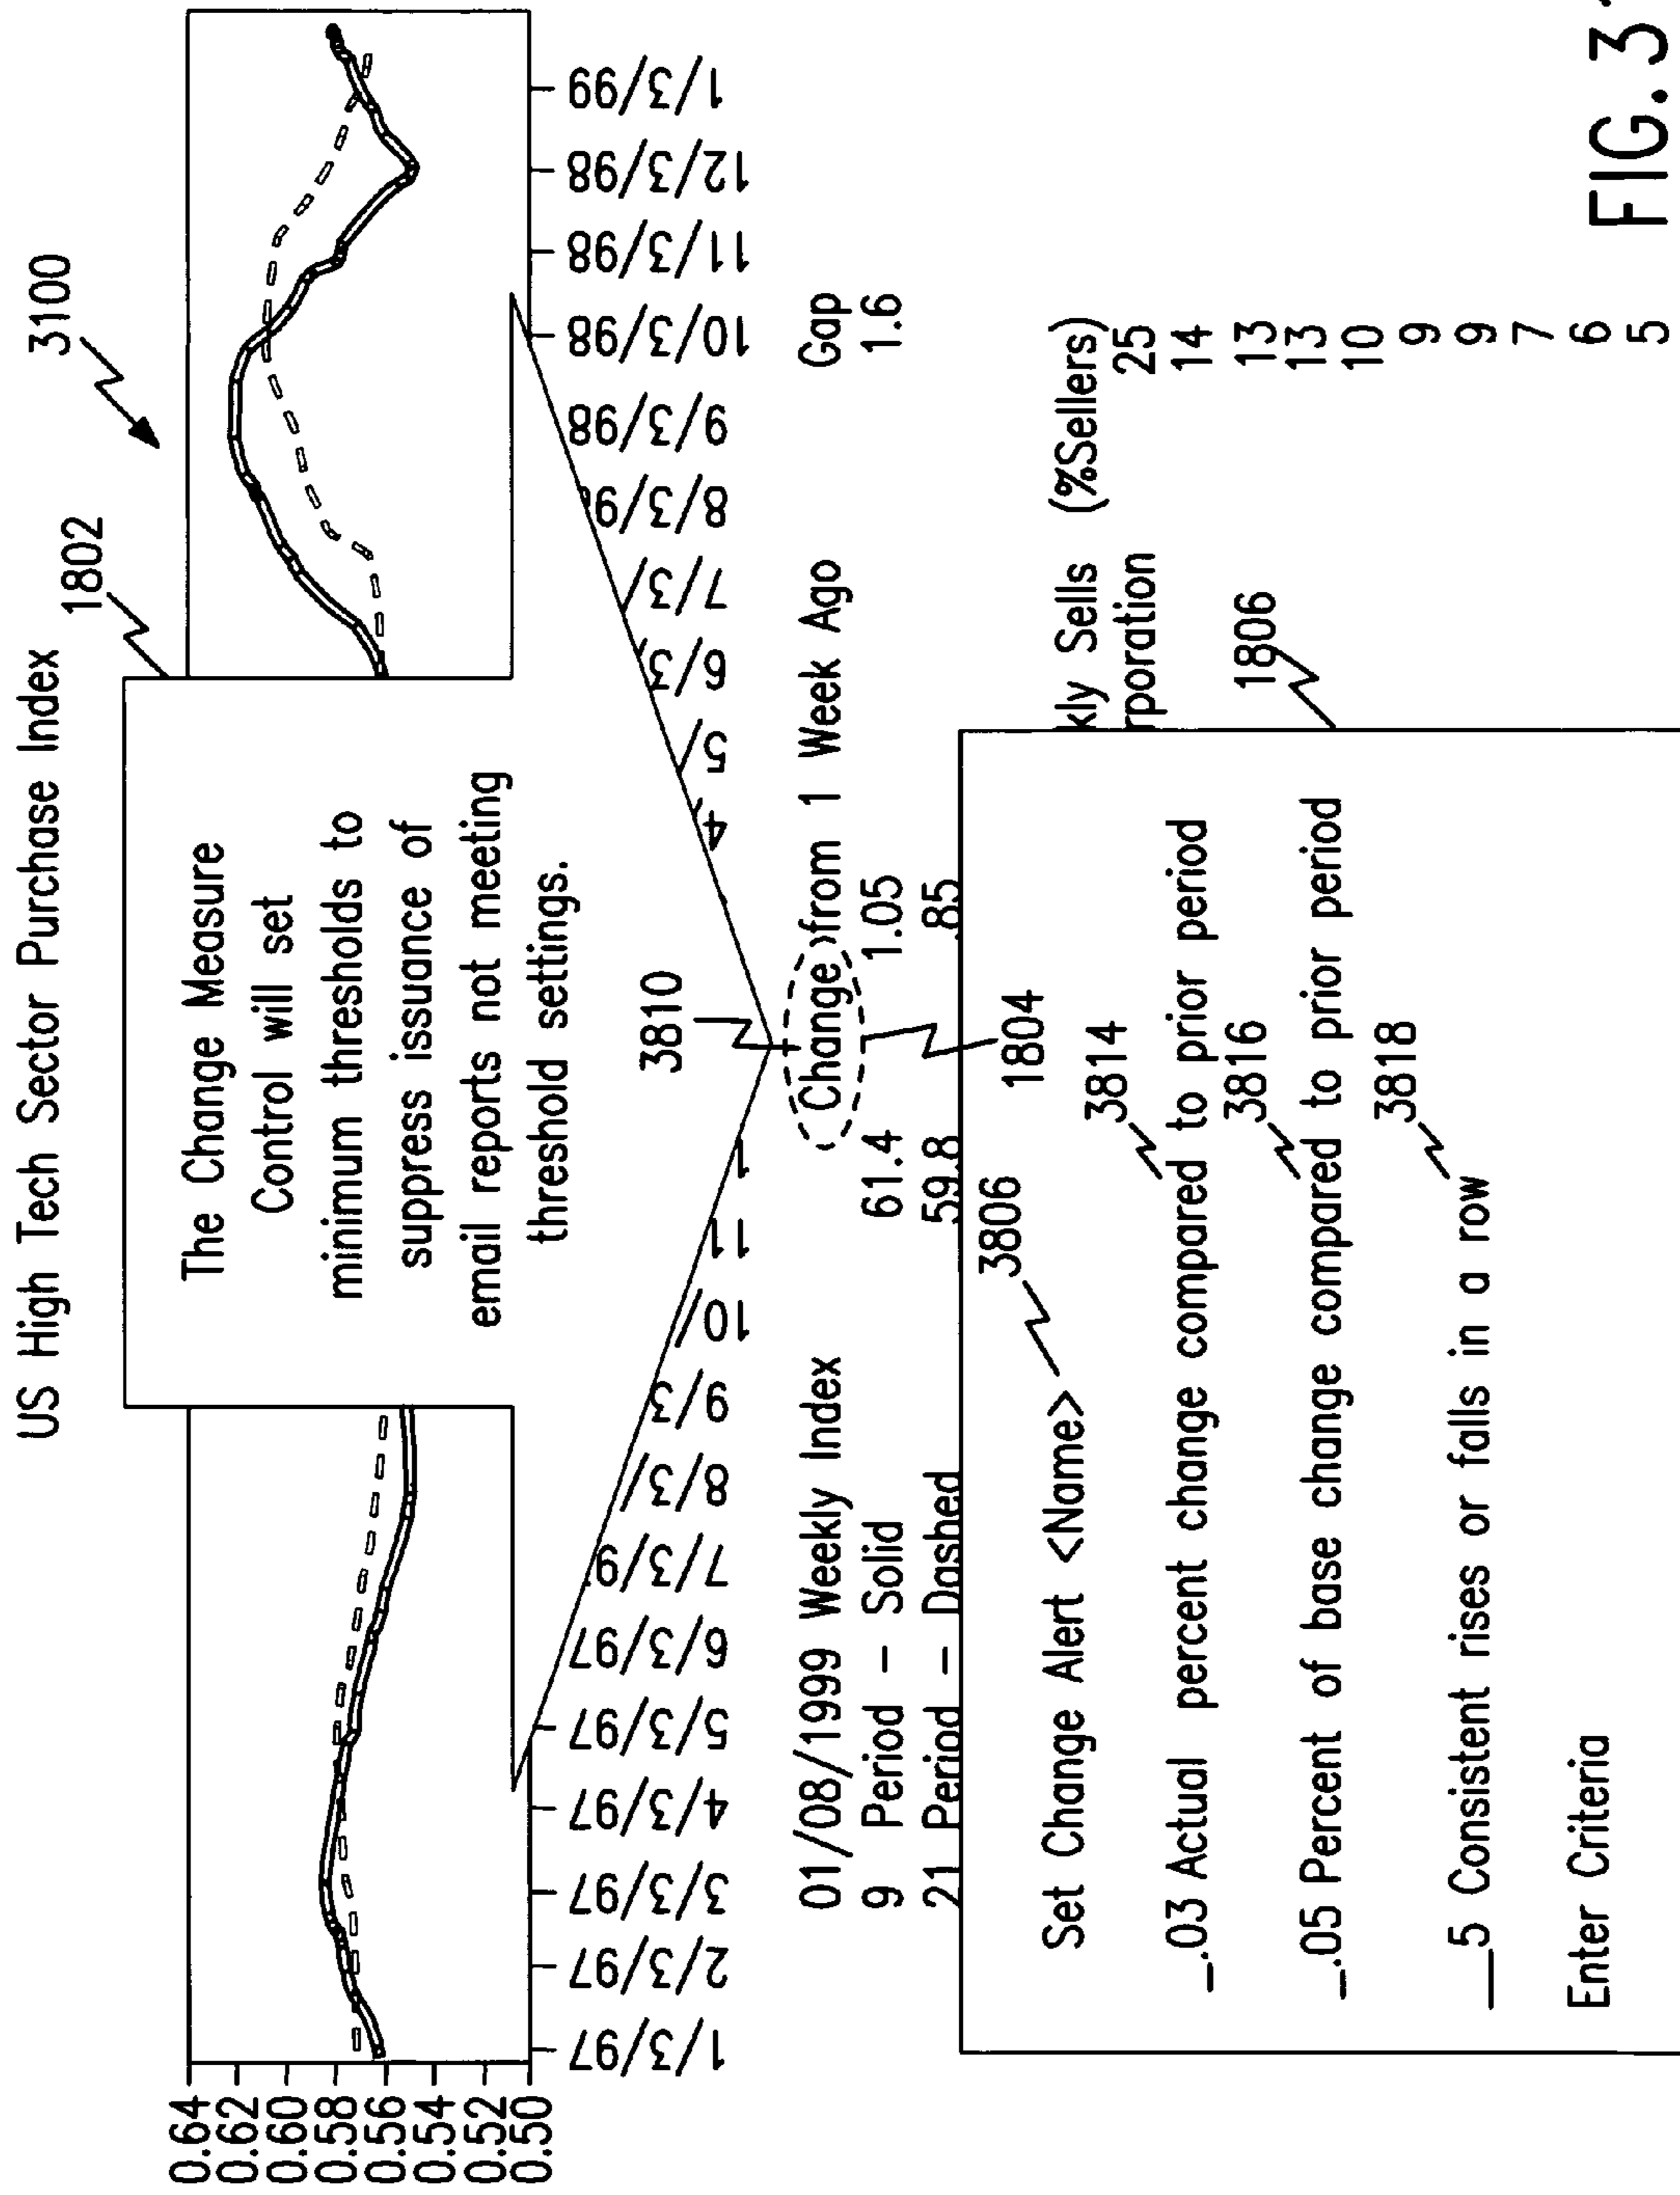 US High Tech Sector Purchase Index
1802
3100
0.64
0.62
0.60
0.58
0.56
0.54
0.52
0.50
The Change Measure
Control will set
minimum thresholds to
suppress issuance of
email reports not meeting
threshold settings.
1/3/97
2/3/97
3/3/97
4/3/97
5/3/97
6/3/97
7/3/9
8/3/
9/3
10/
11
1
4/
5/
6/3/
7/3/
8/3/9
9/3/98
10/3/98
11/3/98
12/3/98
1/3/99
3810
01/08/1999 Weekly Index Change from 1 Week Ago Gap
9 Period – Solid 61.4 1.05 1.6
21 Period – Dashed 59.8 .85
1804
kly Sells (%Sellers)
rporation 25
14
13
13
10
9
9
7
6
5
1806
3806
Set Change Alert <Name>
3814
_.03 Actual percent change compared to prior period
3816
_.05 Percent of base change compared to prior period
3818
__5 Consistent rises or falls in a row
Enter Criteria
FIG.3